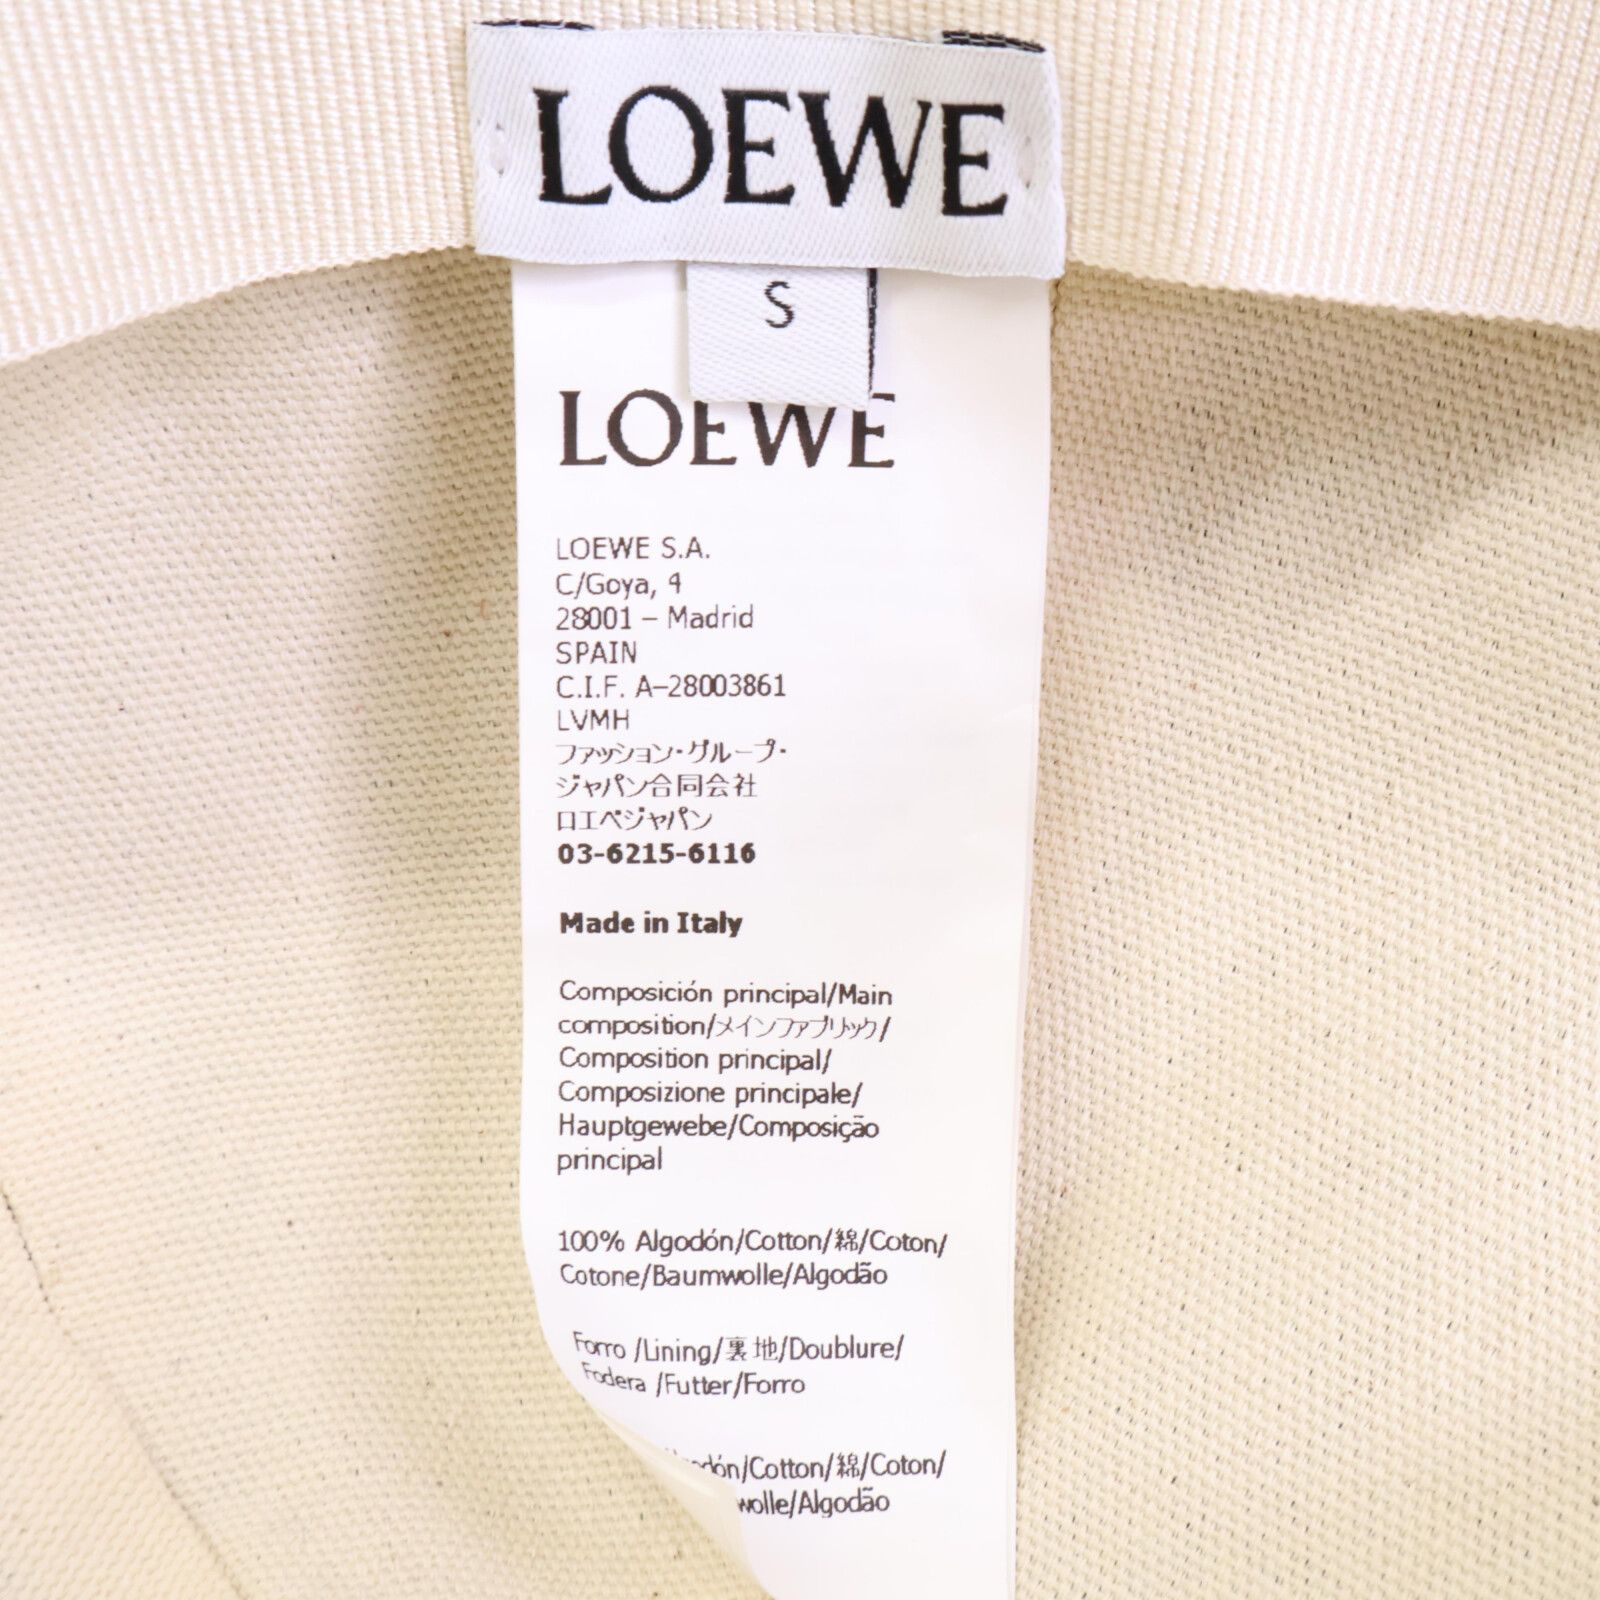 LOEWE
S
LOEWE
LOEWE S.A.
C/Goya, 4
28001 – Madrid
SPAIN
C.I.F. A–28003861
LVMH
ファッション・グループ・
ジャパン合同会社
ロエベジャパン
03-6215-6116
Made in Italy
Composición principal/Main
composition/メインファブリック/
Composition principal/
Composizione principale/
Hauptgewebe/Composição
principal
100% Algodón/Cotton/綿/Coton/
Cotone/Baumwolle/Algodão
Forro /Lining/裏地/Doublure/
Fodera /Futter/Forro
/Cotton/綿/Coton/
/Algodão